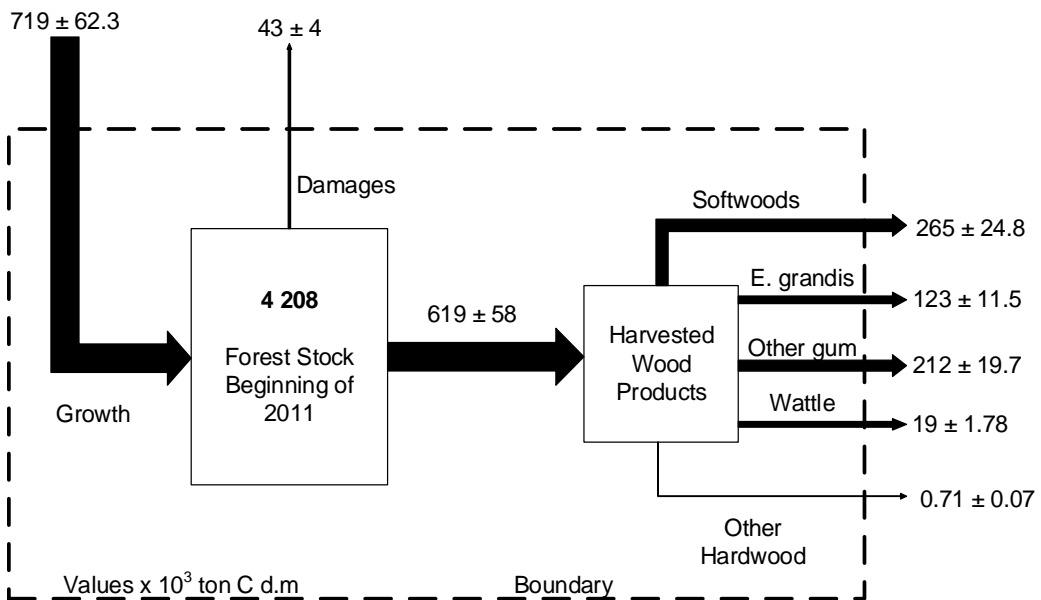 719 ± 62.3
43 ± 4
Damages
Softwoods
265 ± 24.8
4 208
Forest Stock
Beginning of
2011
619 ± 58
E. grandis
123 ± 11.5
Harvested
Wood
Products
Other gum
212 ± 19.7
Wattle
19 ± 1.78
Growth
0.71 ± 0.07
Other
Hardwood
Values x 10³ ton C d.m
Boundary